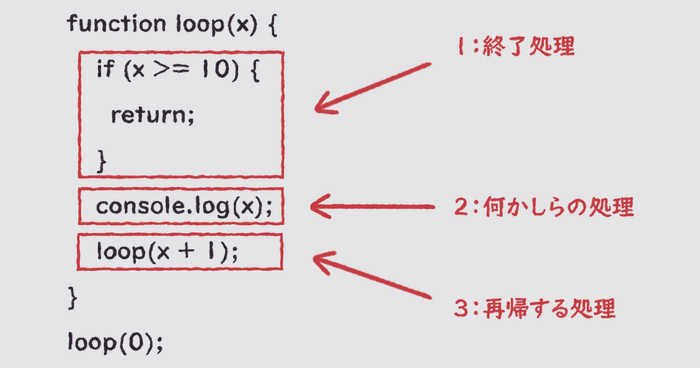 function loop(x) {
if (x >= 10) {
return;
}
console.log(x);
loop(x + 1);
}
loop(0);
1：終了処理
2：何かしらの処理
3：再帰する処理